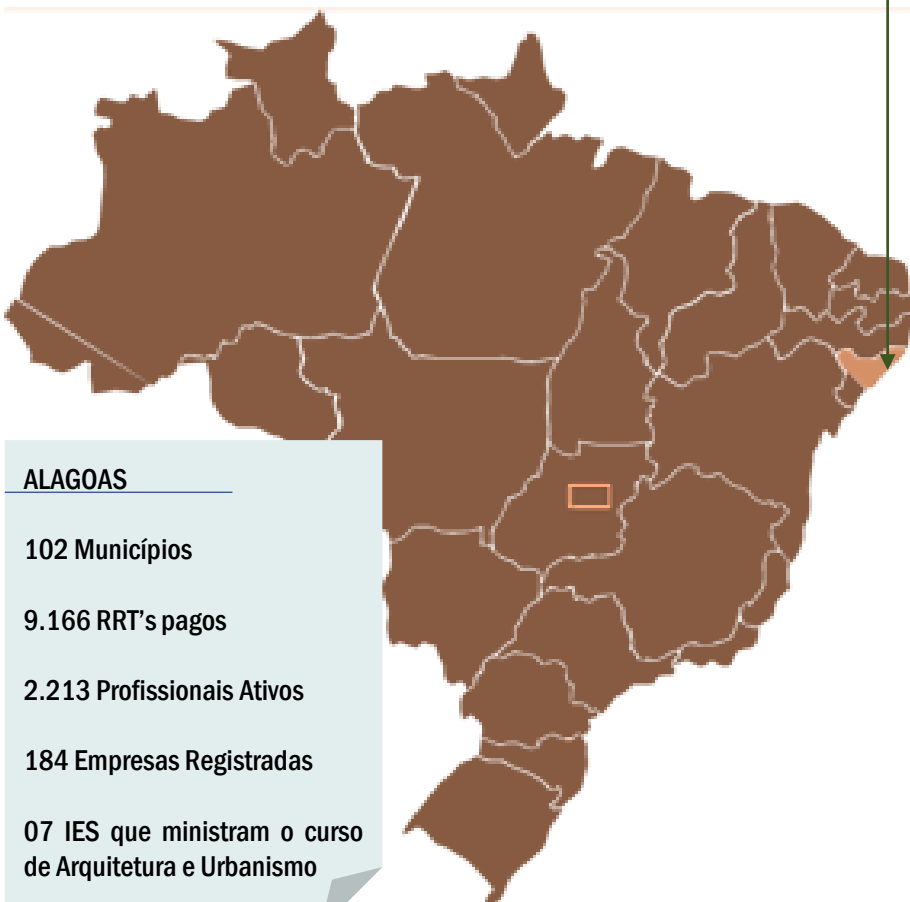 ALAGOAS
102 Municípios
9.166 RRT’s pagos
2.213 Profissionais Ativos
184 Empresas Registradas
07 IES que ministram o curso
de Arquitetura e Urbanismo